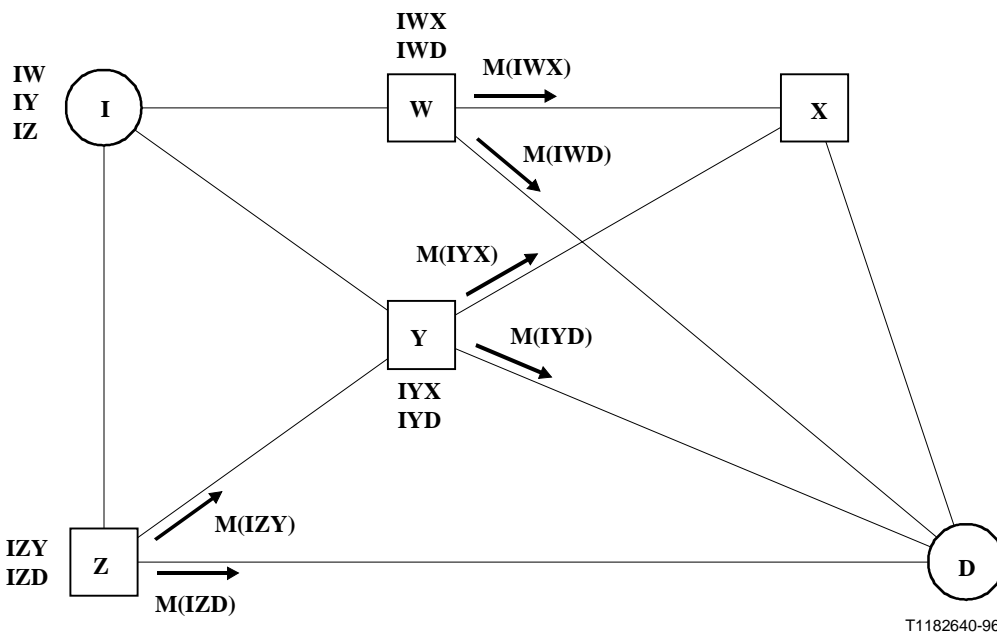 IWX
IWD
IW
IY
IZ
I
W
M(IWX)
X
M(IWD)
M(IYX)
Y
M(IYD)
IYX
IYD
M(IZY)
IZY
IZD
Z
M(IZD)
D
T1182640-96